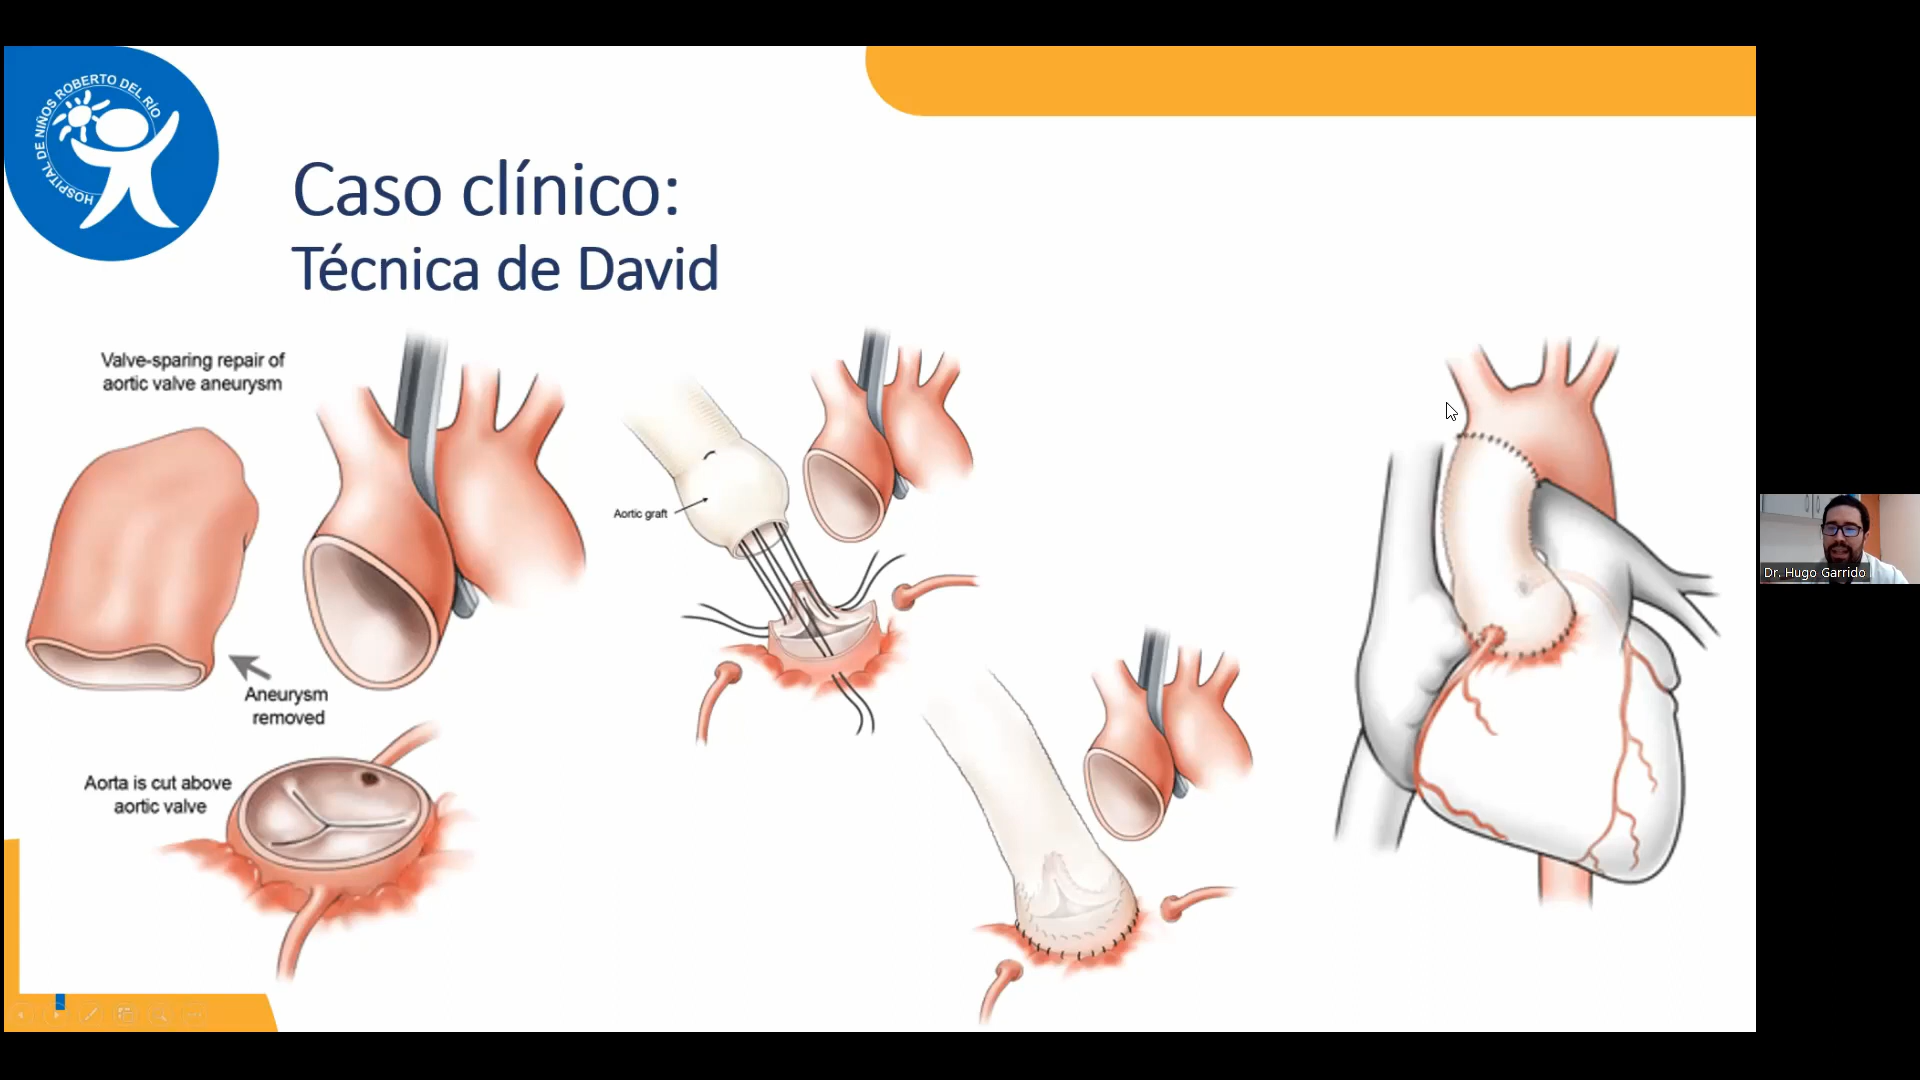 HOSPITAL DE NIÑOS ROBERTO DEL RÍO
Caso clínico:
Técnica de David
Valve-sparing repair of
aortic valve aneurysm
Aneurysm
removed
Aorta is cut above
aortic valve
Aortic graft
Dr. Hugo Garrido